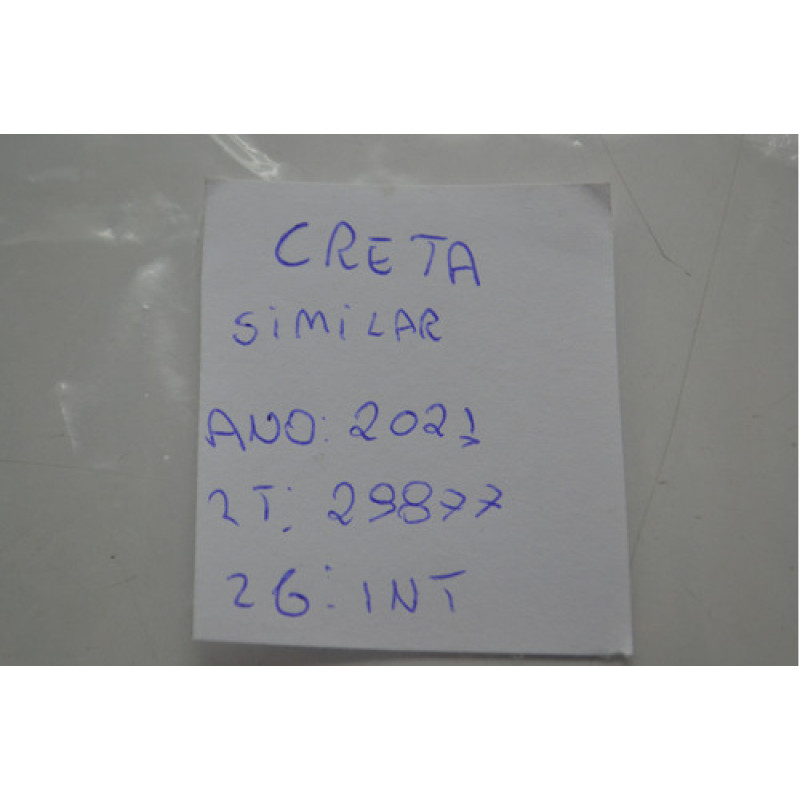 CRETA
SiMiLAR
ANO: 2021
2T: 29877
2G: INT